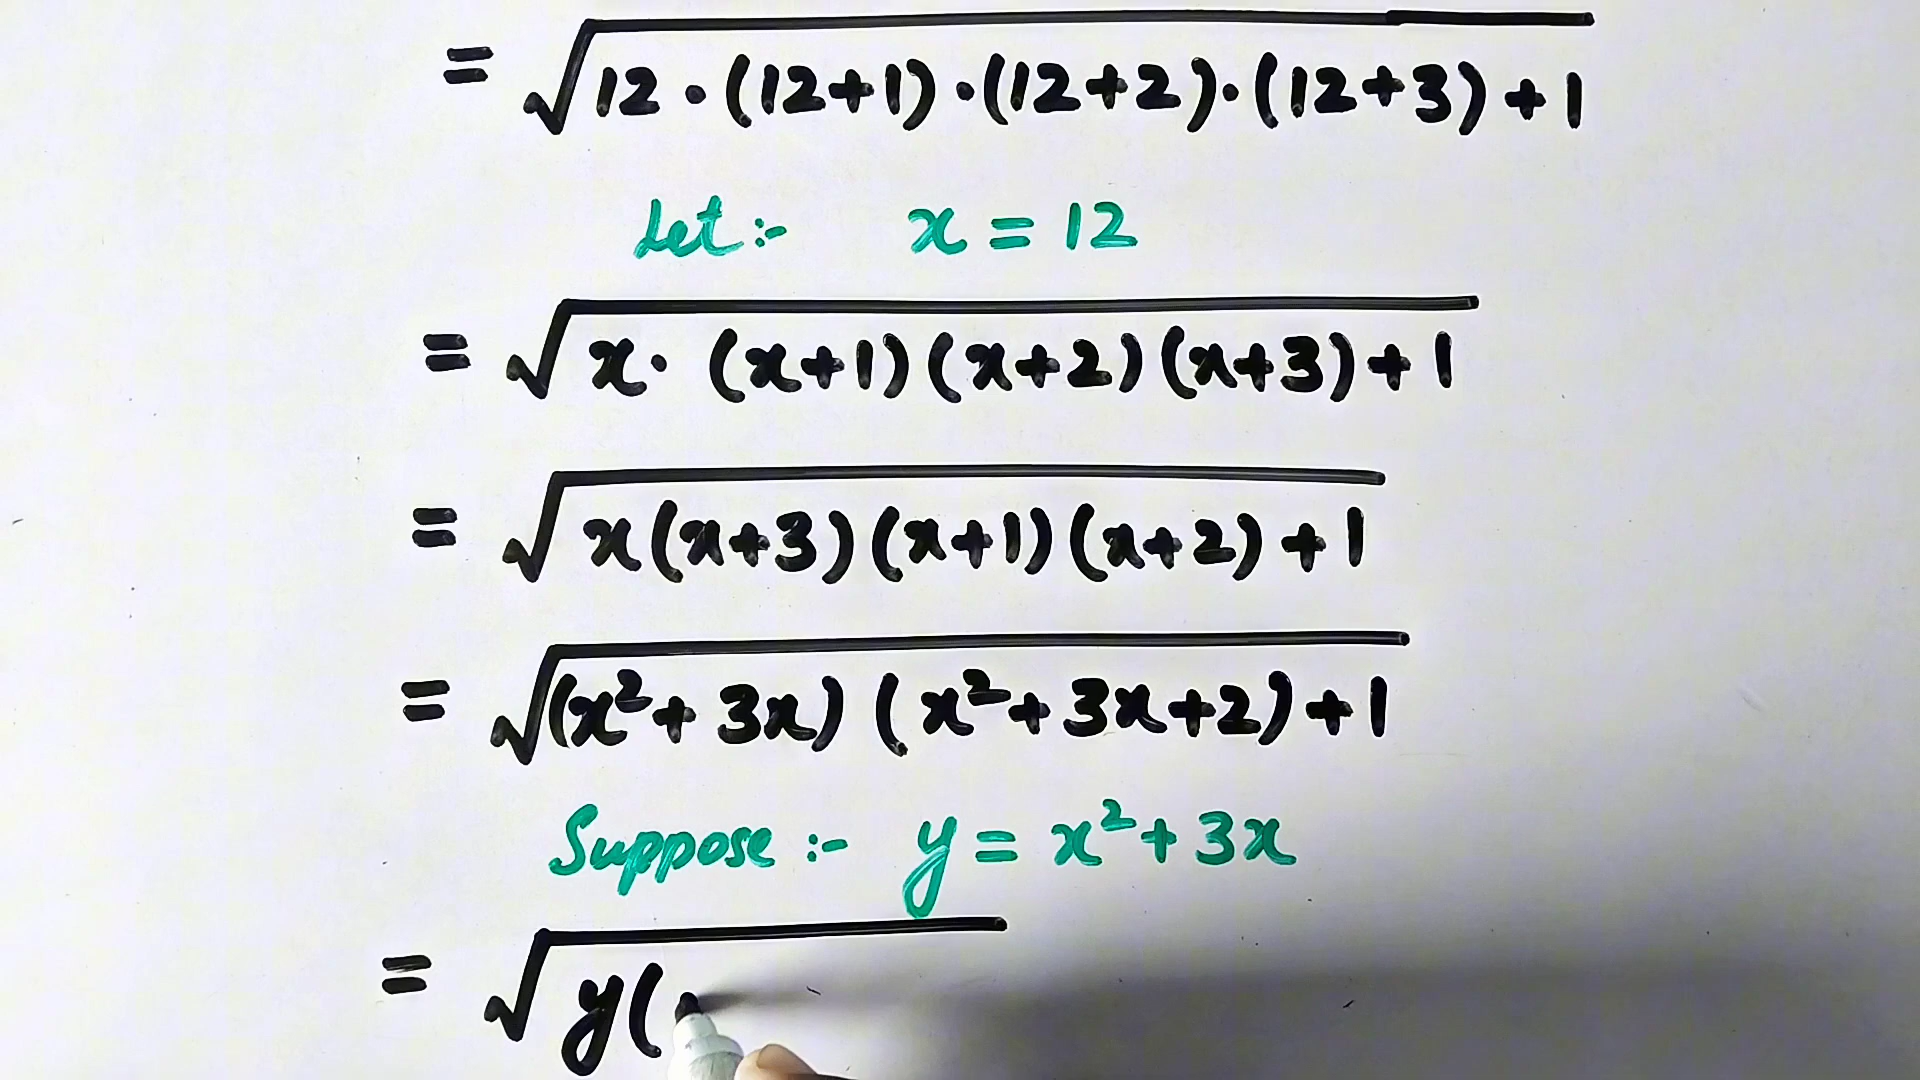 = √12 · (12+1) · (12+2) · (12+3) + 1
Let :- x = 12
= √x · (x+1) (x+2) (x+3) + 1
= √x(x+3) (x+1) (x+2) + 1
= √(x²+ 3x) (x²+ 3x+2) + 1
Suppose :- y = x²+ 3x
= √y(